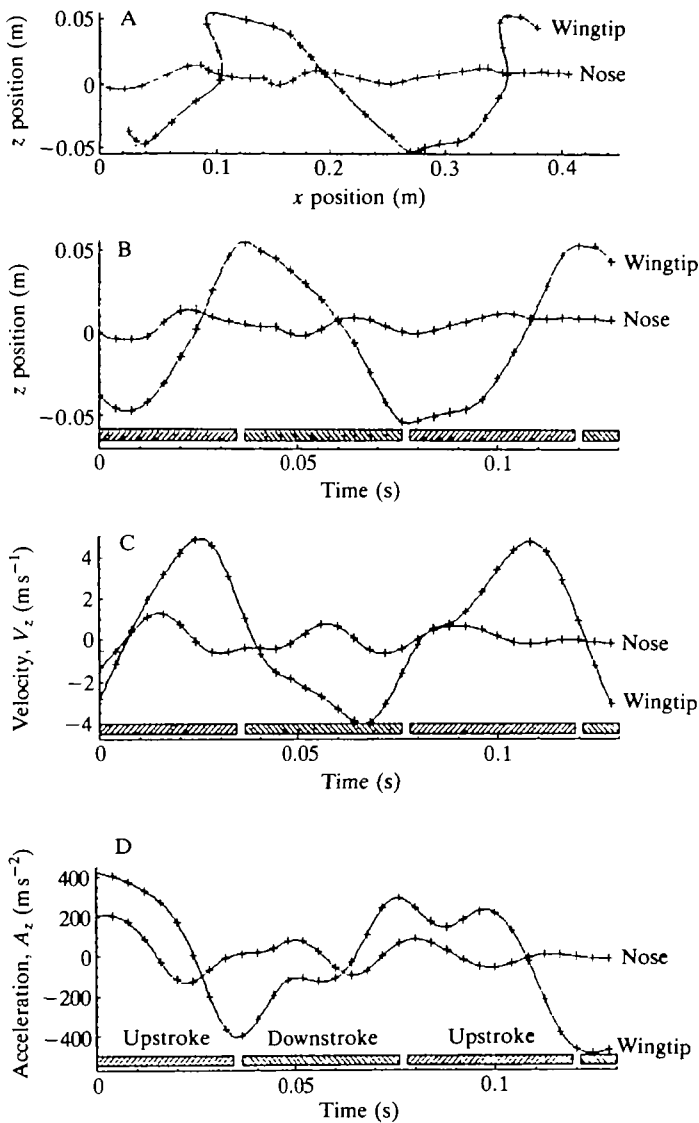 A
z position (m)
0.05
0
−0.05
Wingtip
Nose
0
0.1
0.2
0.3
0.4
x position (m)
B
z position (m)
0.05
0
−0.05
Wingtip
Nose
0
0.05
0.1
Time (s)
C
Velocity, Vz (m s−1)
4
2
0
−2
−4
Nose
Wingtip
0
0.05
0.1
Time (s)
D
Acceleration, Az (m s−2)
400
200
0
−200
−400
Nose
Wingtip
Upstroke
Downstroke
Upstroke
0
0.05
0.1
Time (s)